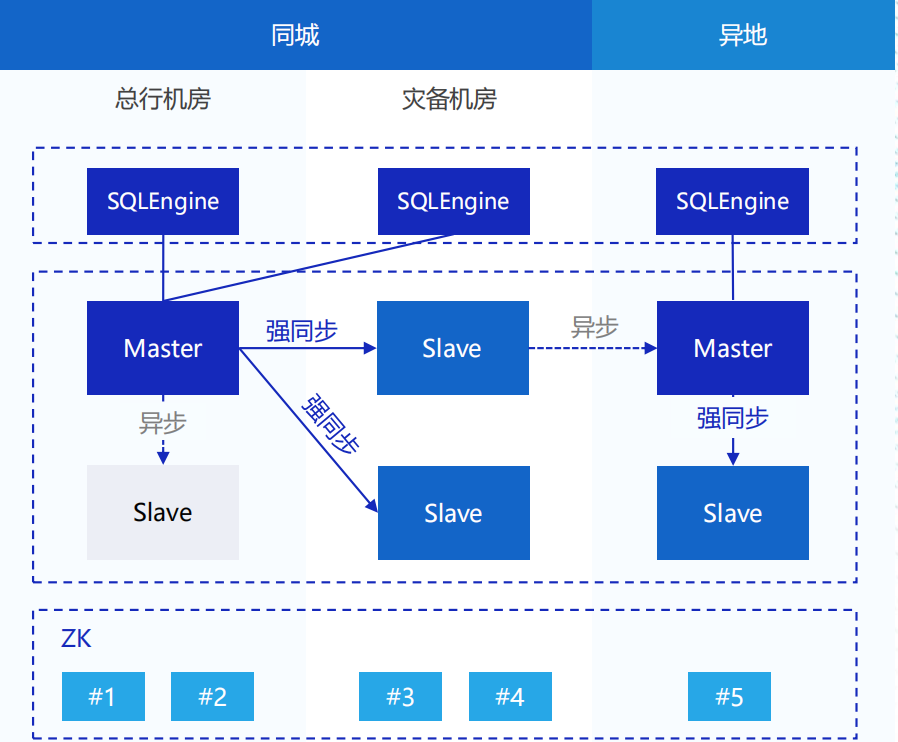 同城
异地
总行机房
灾备机房
SQLEngine
SQLEngine
SQLEngine
Master
强同步
Slave
异步
Master
异步
强同步
强同步
Slave
Slave
Slave
ZK
#1
#2
#3
#4
#5